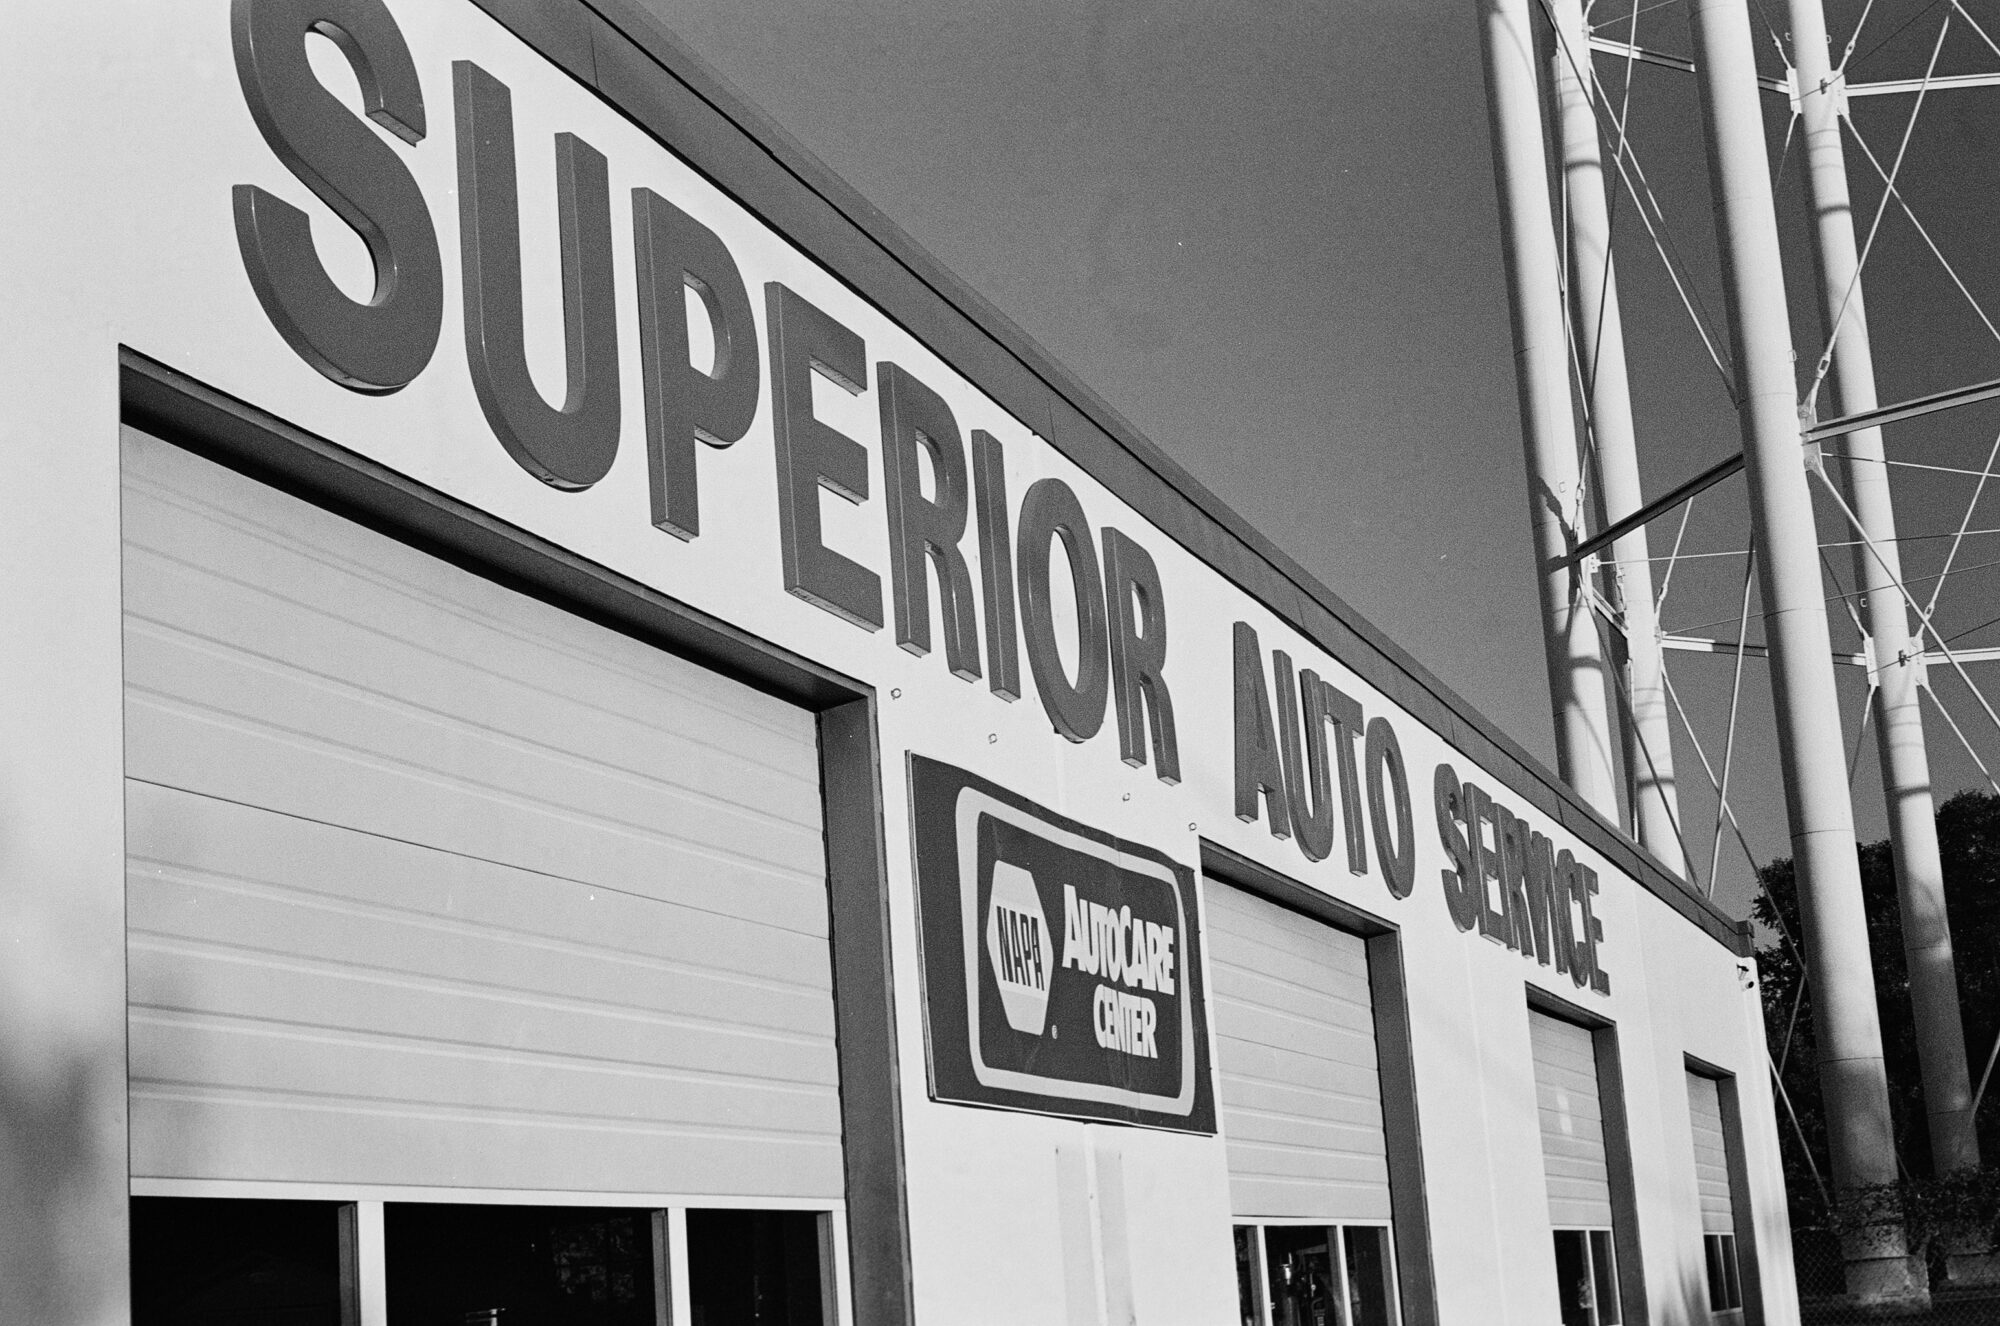 SUPERIOR AUTO SERVICE
NAPA
AUTOCARE
CENTER